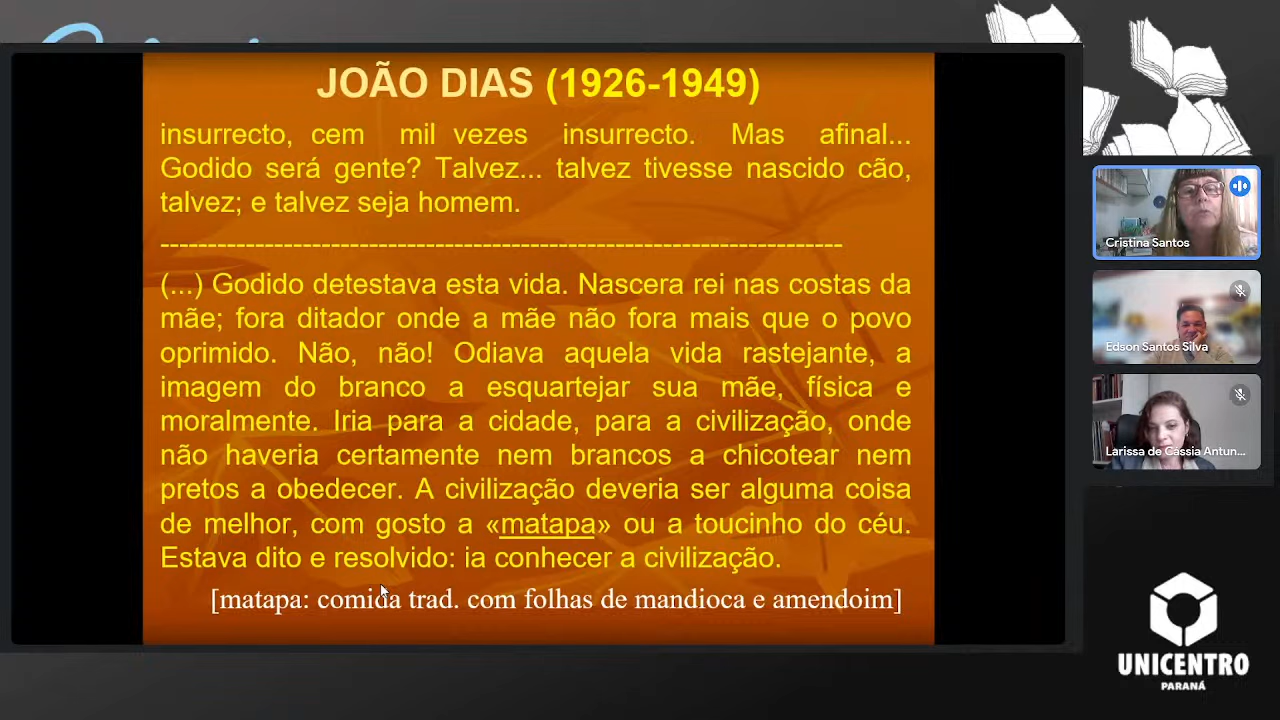 JOÃO DIAS (1926-1949)
insurrecto, cem mil vezes insurrecto. Mas afinal...
Godido será gente? Talvez... talvez tivesse nascido cão,
talvez; e talvez seja homem.
------------------------------------------------------------------------
(...) Godido detestava esta vida. Nascera rei nas costas da
mãe; fora ditador onde a mãe não fora mais que o povo
oprimido. Não, não! Odiava aquela vida rastejante, a
imagem do branco a esquartejar sua mãe, física e
moralmente. Iria para a cidade, para a civilização, onde
não haveria certamente nem brancos a chicotear nem
pretos a obedecer. A civilização deveria ser alguma coisa
de melhor, com gosto a «matapa» ou a toucinho do céu.
Estava dito e resolvido: ia conhecer a civilização.
[matapa: comida trad. com folhas de mandioca e amendoim]
Cristina Santos
Edson Santos Silva
Larissa de Cassia Antun...
UNICENTRO
PARANÁ